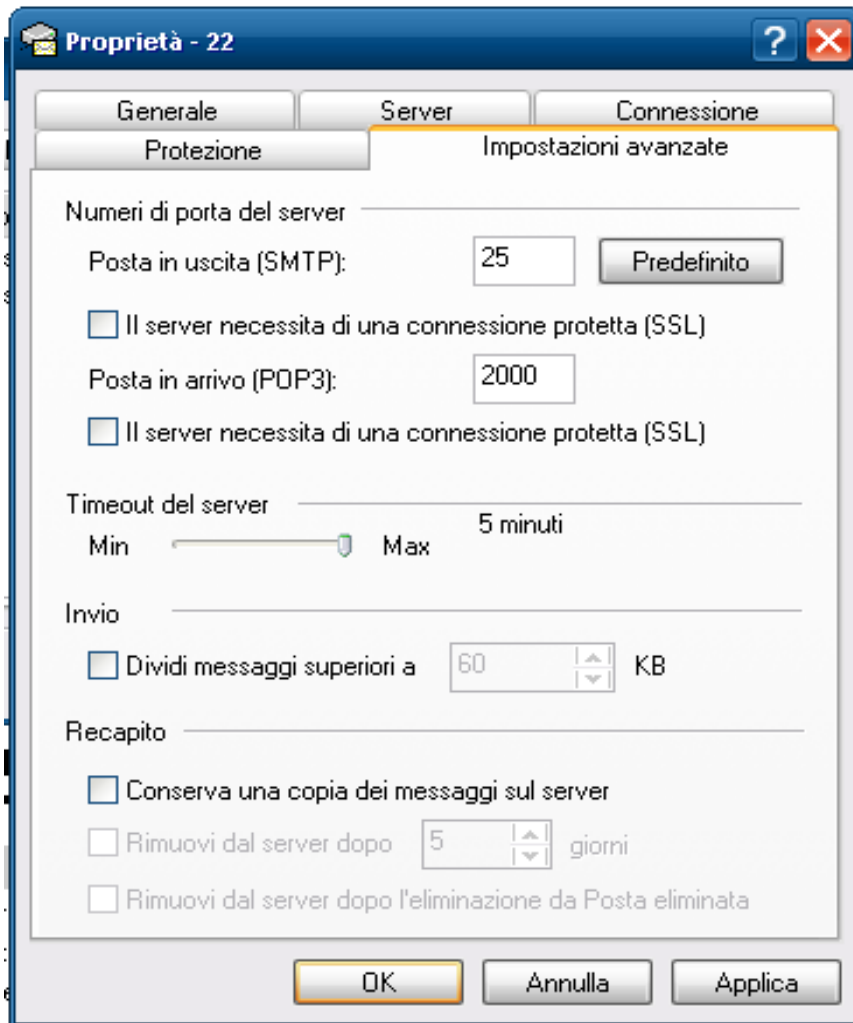 Proprietà - 22
Generale Server Connessione
Protezione Impostazioni avanzate
Numeri di porta del server
Posta in uscita (SMTP): 25 Predefinito
Il server necessita di una connessione protetta (SSL)
Posta in arrivo (POP3): 2000
Il server necessita di una connessione protetta (SSL)
Timeout del server
Min Max 5 minuti
Invio
Dividi messaggi superiori a 60 KB
Recapito
Conserva una copia dei messaggi sul server
Rimuovi dal server dopo 5 giorni
Rimuovi dal server dopo l'eliminazione da Posta eliminata
OK Annulla Applica